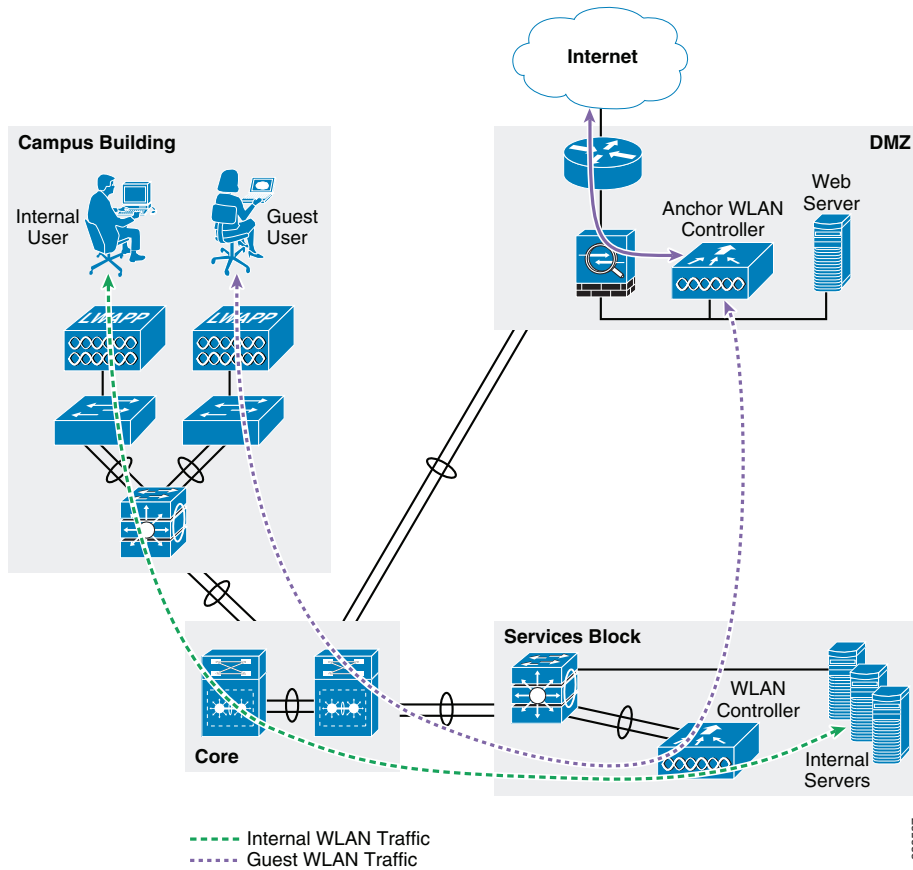 Internet
Campus Building
DMZ
Internal
User
Guest
User
Anchor WLAN
Controller
Web
Server
LWAPP
LWAPP
Services Block
WLAN
Controller
Internal
Servers
Core
Internal WLAN Traffic
Guest WLAN Traffic